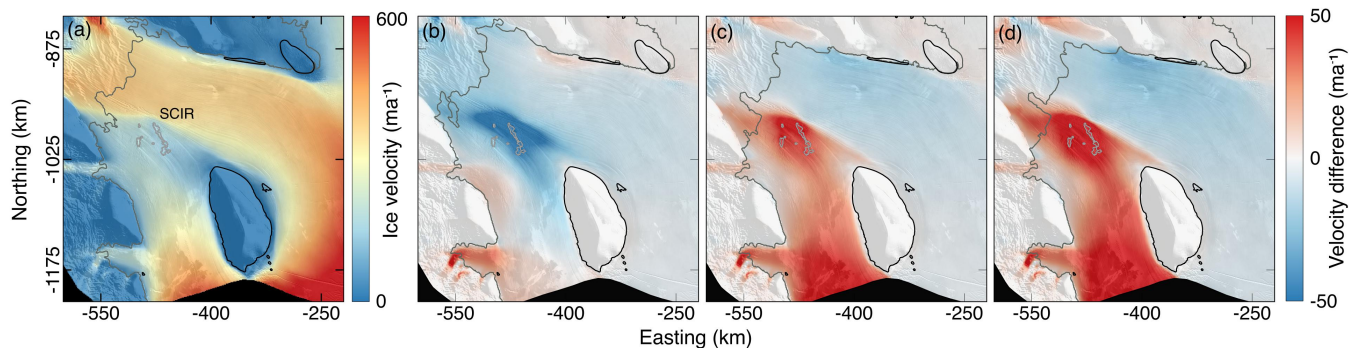 (a)
(b)
(c)
(d)
SCIR
600
0
Ice velocity (ma-1)
50
0
-50
Velocity difference (ma-1)
-875
-1025
-1175
Northing (km)
-550
-400
-250
-550
-400
-250
-550
-400
-250
-550
-400
-250
Easting (km)